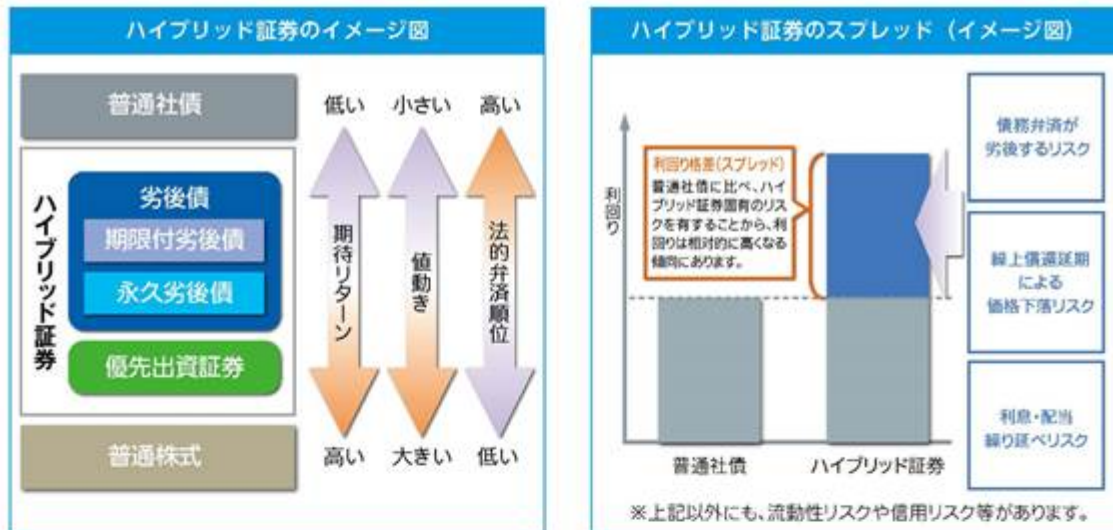 ハイブリッド証券のイメージ図
普通社債
ハイブリッド証券
劣後債
期限付劣後債
永久劣後債
優先出資証券
普通株式
低い 小さい 高い
期待リターン
値動き
法的弁済順位
高い 大きい 低い
ハイブリッド証券のスプレッド（イメージ図）
利回り
利回り格差(スプレッド)
普通社債に比べ、ハイ
ブリッド証券固有のリス
クを有することから、利
回りは相対的に高くなる
傾向にあります。
普通社債
ハイブリッド証券
債務弁済が
劣後するリスク
繰上償還延期
による
価格下落リスク
利息・配当
繰り延べリスク
※上記以外にも、流動性リスクや信用リスク等があります。